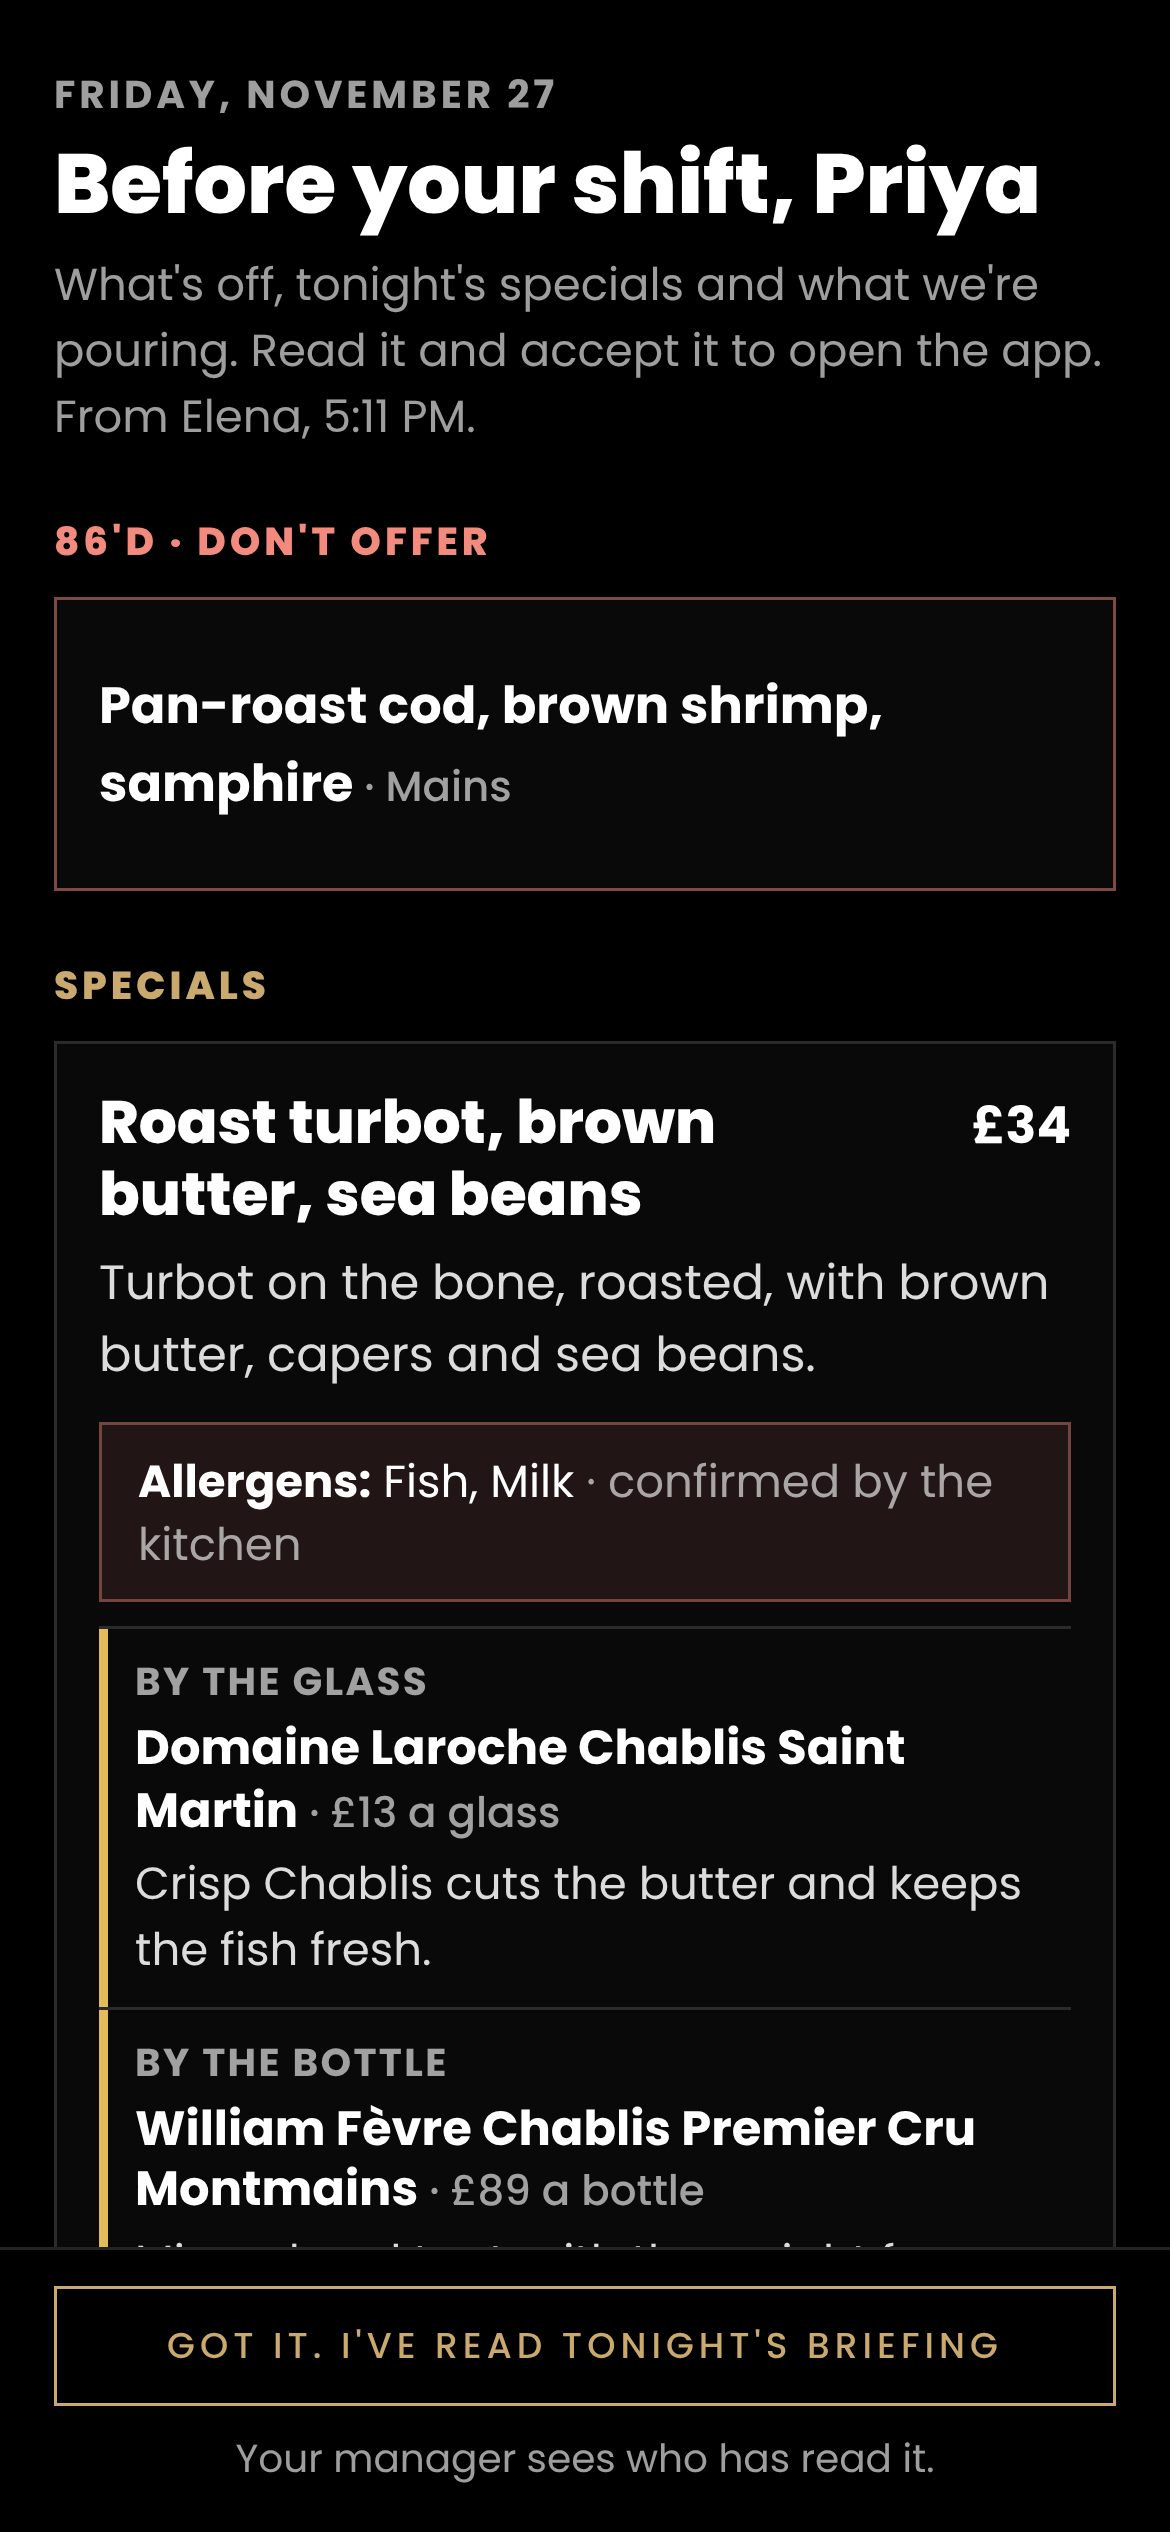 FRIDAY, NOVEMBER 27
Before your shift, Priya
What's off, tonight's specials and what we're
pouring. Read it and accept it to open the app.
From Elena, 5:11 PM.
86'D · DON'T OFFER
Pan-roast cod, brown shrimp,
samphire · Mains
SPECIALS
Roast turbot, brown £34
butter, sea beans
Turbot on the bone, roasted, with brown
butter, capers and sea beans.
Allergens: Fish, Milk · confirmed by the
kitchen
BY THE GLASS
Domaine Laroche Chablis Saint
Martin · £13 a glass
Crisp Chablis cuts the butter and keeps
the fish fresh.
BY THE BOTTLE
William Fèvre Chablis Premier Cru
Montmains · £89 a bottle
GOT IT. I'VE READ TONIGHT'S BRIEFING
Your manager sees who has read it.